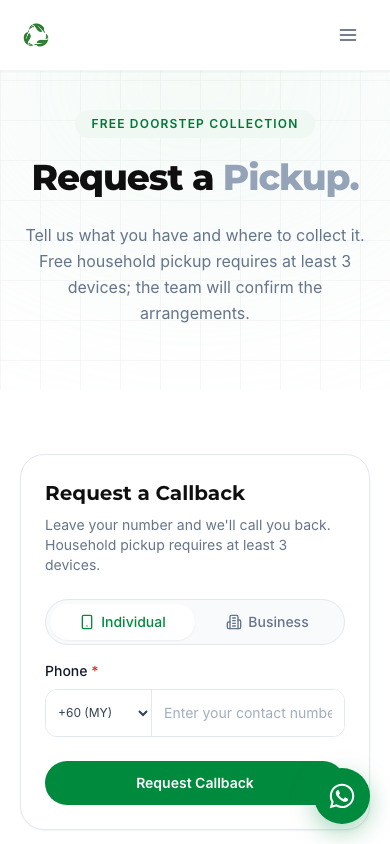 FREE DOORSTEP COLLECTION
Request a Pickup.
Tell us what you have and where to collect it.
Free household pickup requires at least 3
devices; the team will confirm the
arrangements.
Request a Callback
Leave your number and we'll call you back.
Household pickup requires at least 3
devices.
Individual
Business
Phone *
+60 (MY)
Enter your contact numbe
Request Callback